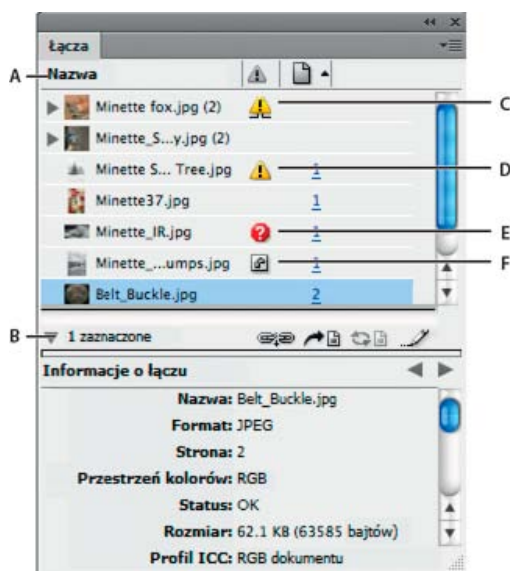 Łącza
A Nazwa
Minette fox.jpg (2) C
Minette_S...y.jpg (2)
Minette S... Tree.jpg 1 D
Minette37.jpg 1
Minette_IR.jpg 1 E
Minette_...umps.jpg 1 F
Belt_Buckle.jpg 2
B 1 zaznaczone
Informacje o łączu
Nazwa: Belt_Buckle.jpg
Format: JPEG
Strona: 2
Przestrzeń kolorów: RGB
Status: OK
Rozmiar: 62.1 KB (63585 bajtów)
Profil ICC: RGB dokumentu